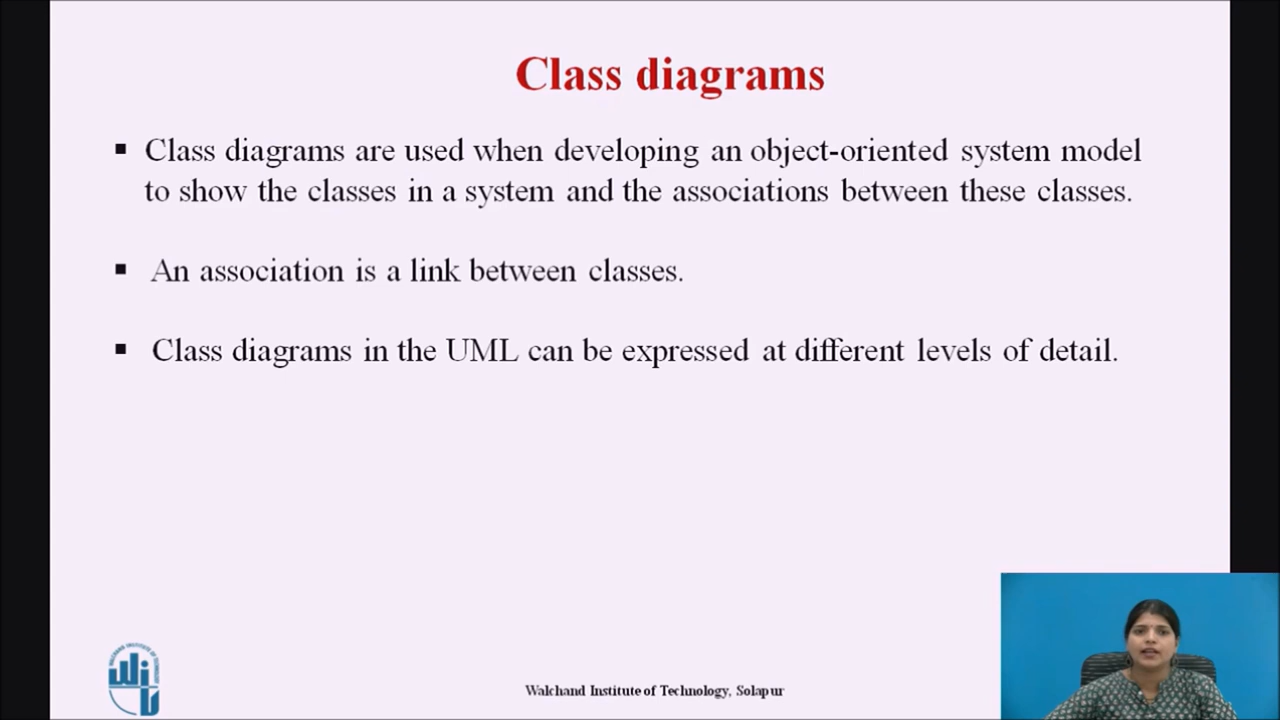 Class diagrams
▪ Class diagrams are used when developing an object-oriented system model
to show the classes in a system and the associations between these classes.
▪ An association is a link between classes.
▪ Class diagrams in the UML can be expressed at different levels of detail.
WIT
Walchand Institute of Technology, Solapur